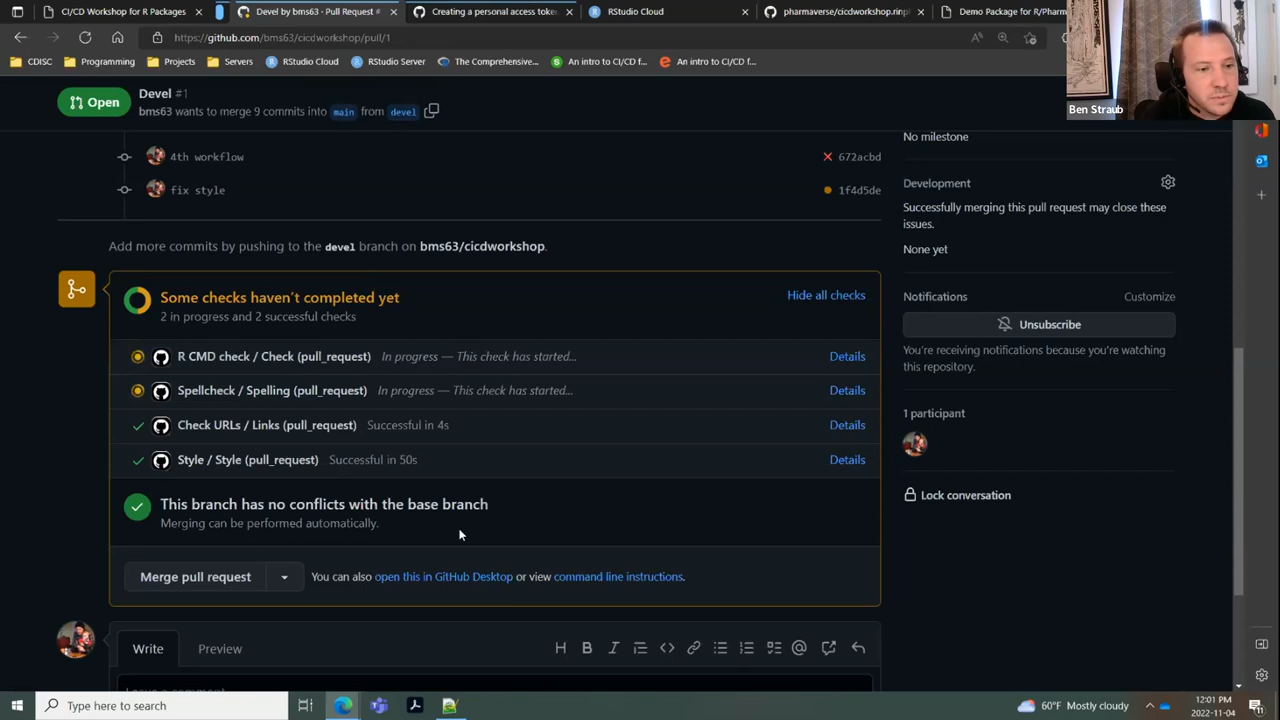 CI/CD Workshop for R Packages
Devel by bms63 · Pull Request #
Creating a personal access toke
RStudio Cloud
pharmaverse/cicdworkshop.rinp
Demo Package for R/Pharm
https://github.com/bms63/cicdworkshop/pull/1
CDISC
Programming
Projects
Servers
RStudio Cloud
RStudio Server
The Comprehensive...
An intro to CI/CD f...
An intro to CI/CD f...
Ben Straub
Open
Devel #1
bms63 wants to merge 9 commits into main from devel
No milestone
4th workflow
672acbd
fix style
1f4d5de
Development
Successfully merging this pull request may close these
issues.
None yet
Add more commits by pushing to the devel branch on bms63/cicdworkshop.
Some checks haven't completed yet
2 in progress and 2 successful checks
Hide all checks
Notifications
Customize
Unsubscribe
You're receiving notifications because you're watching
this repository.
R CMD check / Check (pull_request) In progress — This check has started...
Details
Spellcheck / Spelling (pull_request) In progress — This check has started...
Details
Check URLs / Links (pull_request) Successful in 4s
Details
Style / Style (pull_request) Successful in 50s
Details
1 participant
Lock conversation
This branch has no conflicts with the base branch
Merging can be performed automatically.
Merge pull request
You can also open this in GitHub Desktop or view command line instructions.
Write
Preview
Type here to search
60°F Mostly cloudy
12:01 PM
2022-11-04
11